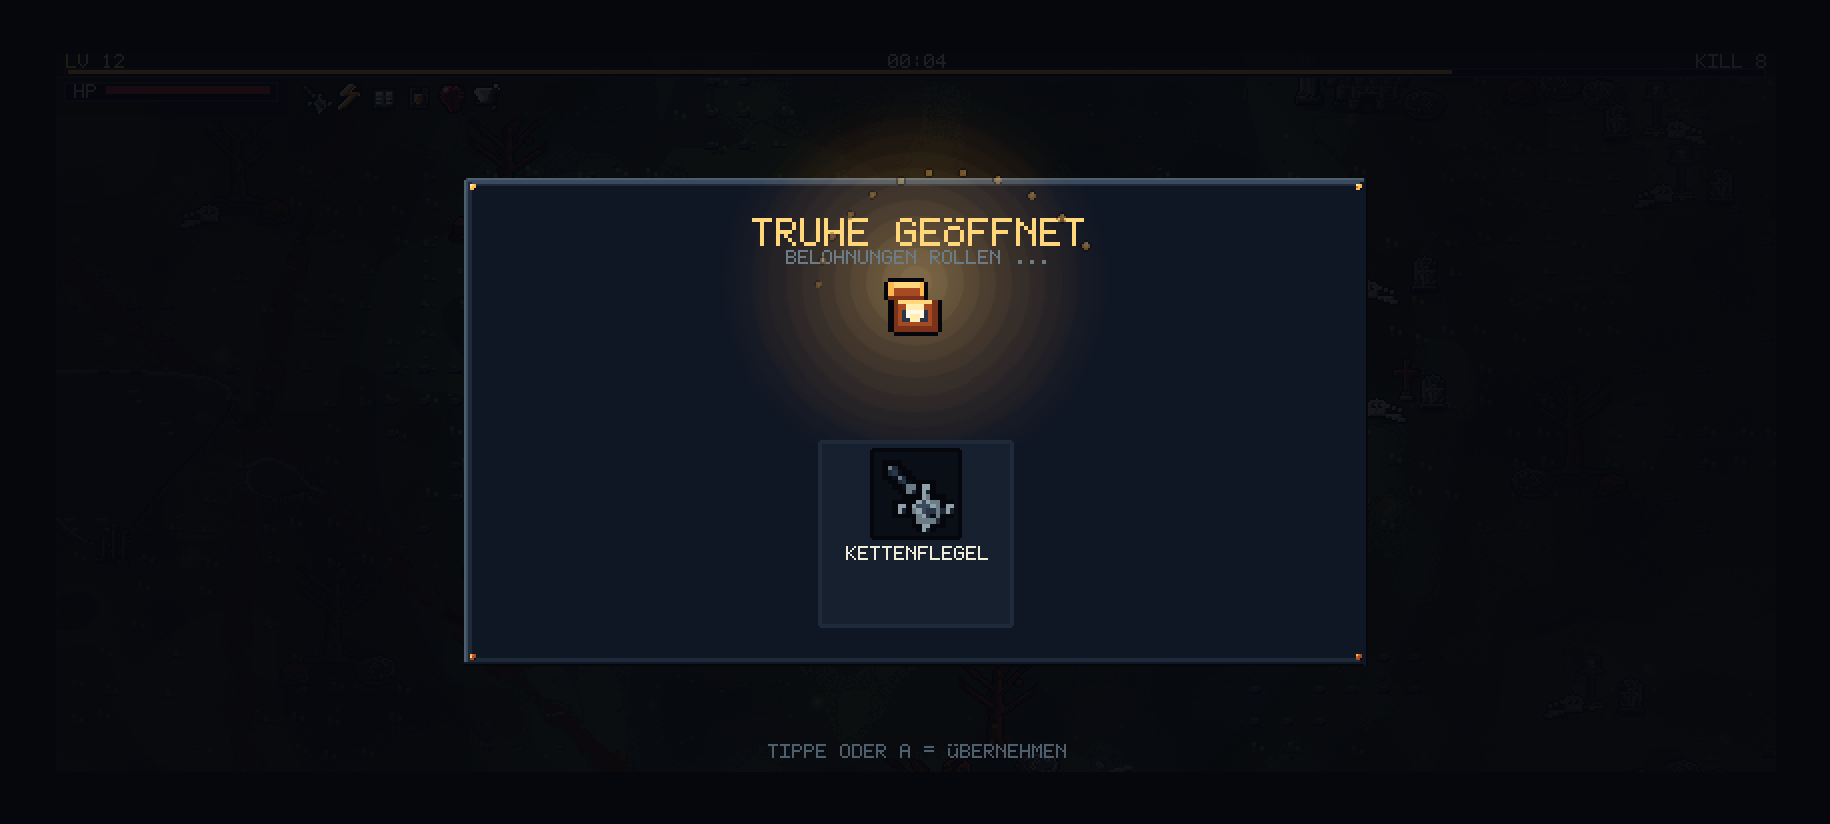 LV 12 00:04 KILL 8
HP
TRUHE GEöFFNET
BELOHNUNGEN ROLLEN ...
KETTENFLEGEL
TIPPE ODER A = üBERNEHMEN